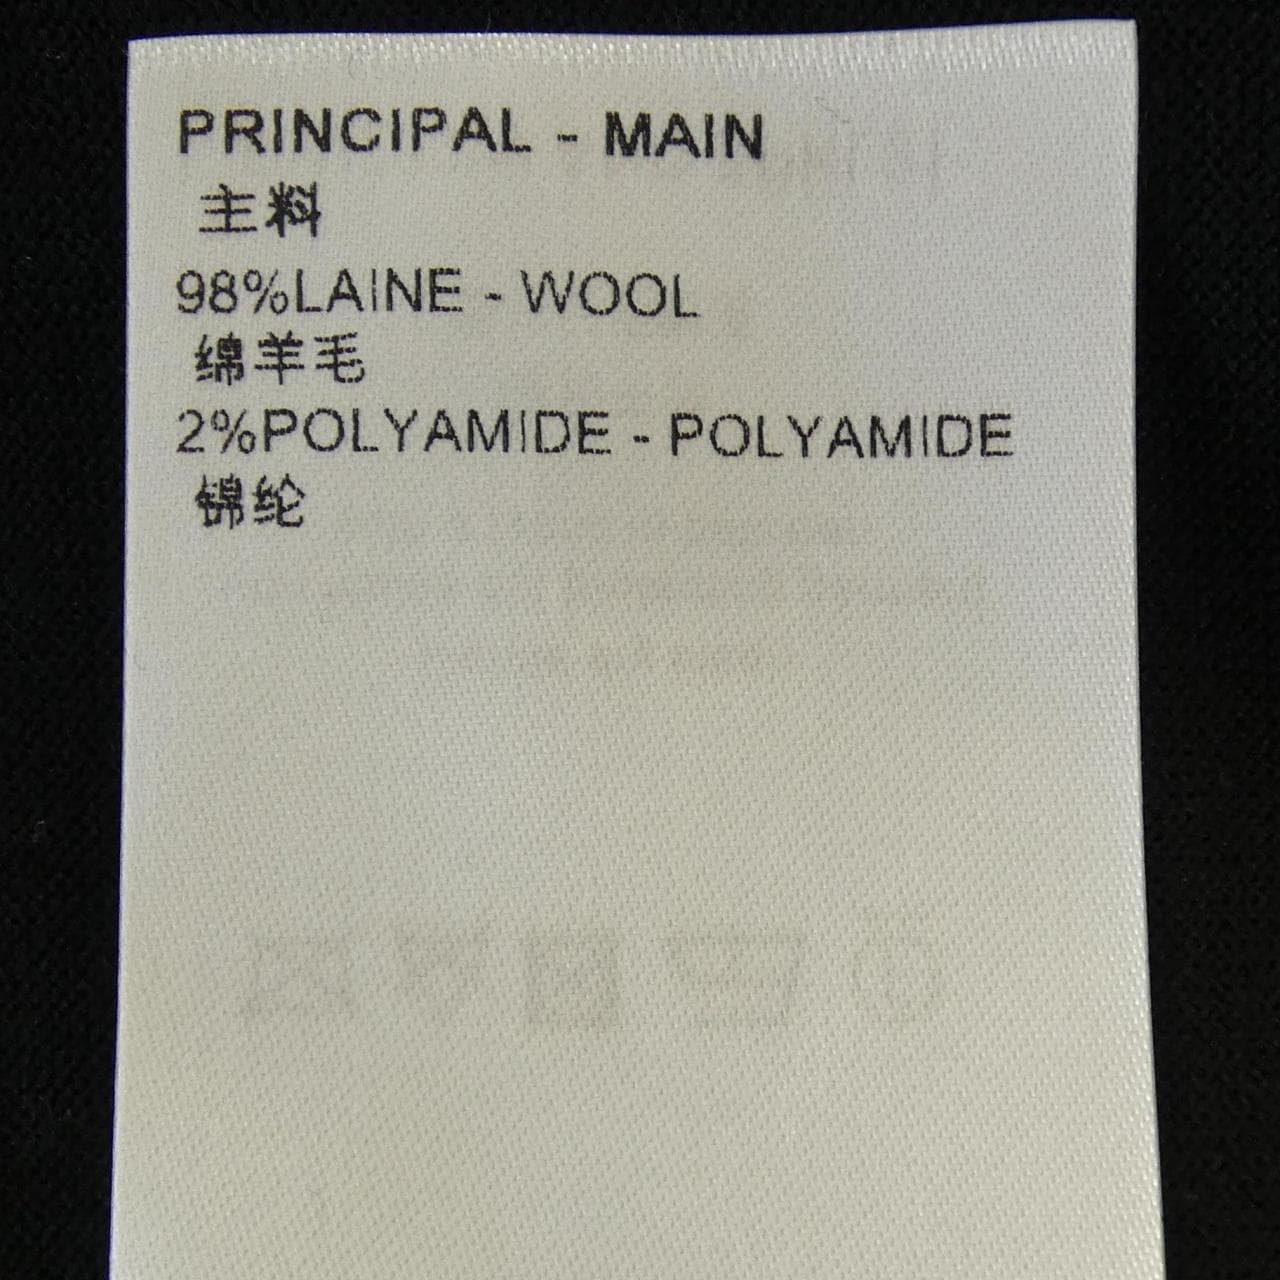 PRINCIPAL - MAIN
主料
98%LAINE - WOOL
绵羊毛
2%POLYAMIDE - POLYAMIDE
锦纶